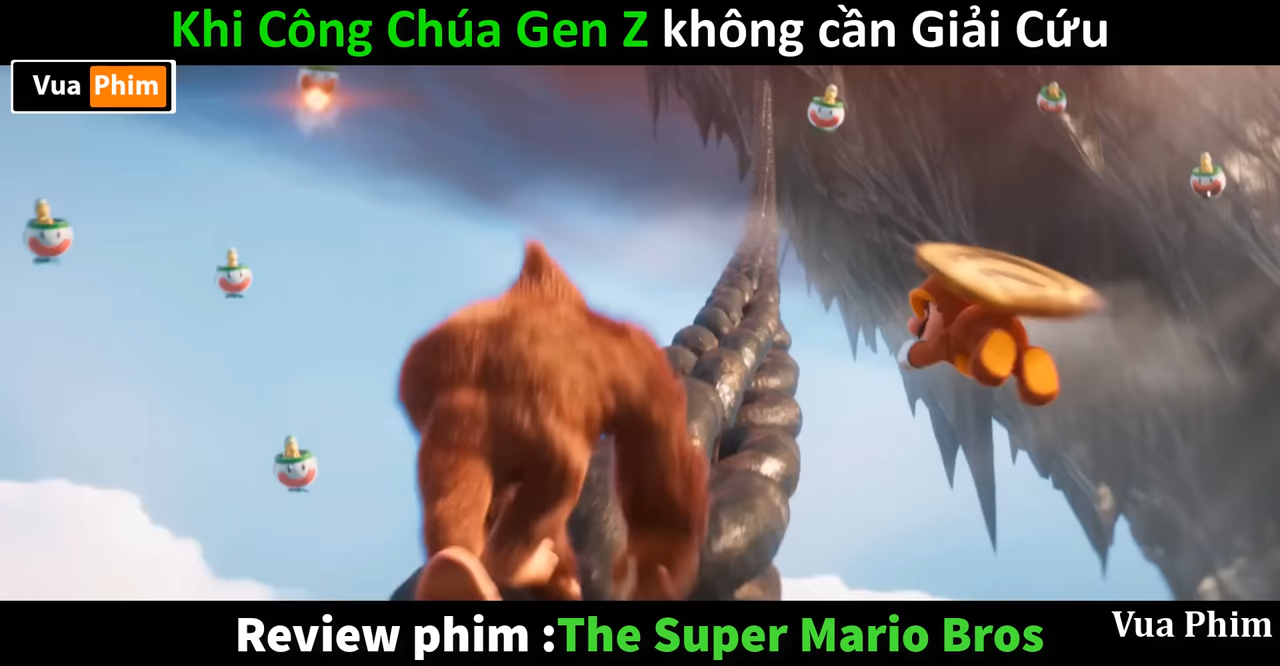 Khi Công Chúa Gen Z không cần Giải Cứu
Vua Phim
Review phim :The Super Mario Bros
Vua Phim